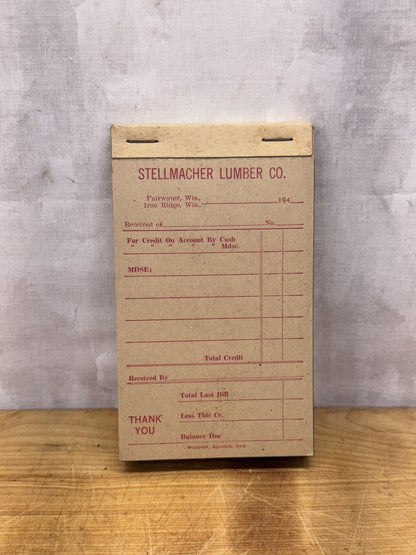 STELLMACHER LUMBER CO.
Fairwater, Wis.,
Iron Ridge, Wis., 194
Received of No.
For Credit On Account By Cash
" " " " Mdse.
MDSE:
Total Credit
Received By
Total Last Bill
THANK Less This Cr.
YOU
Balance Due